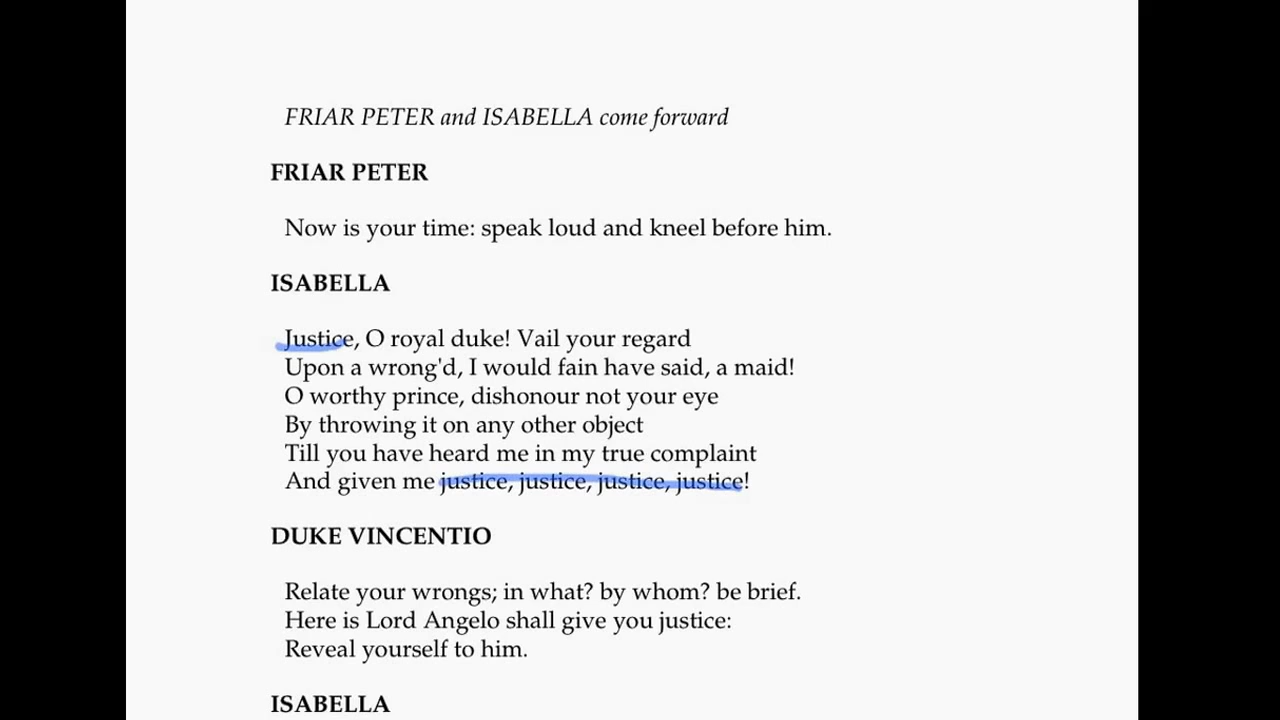 FRIAR PETER and ISABELLA come forward
FRIAR PETER
Now is your time: speak loud and kneel before him.
ISABELLA
Justice, O royal duke! Vail your regard
Upon a wrong'd, I would fain have said, a maid!
O worthy prince, dishonour not your eye
By throwing it on any other object
Till you have heard me in my true complaint
And given me justice, justice, justice, justice!
DUKE VINCENTIO
Relate your wrongs; in what? by whom? be brief.
Here is Lord Angelo shall give you justice:
Reveal yourself to him.
ISABELLA